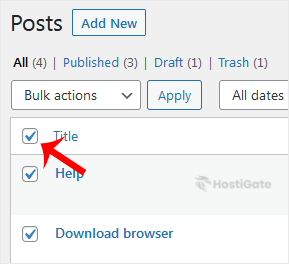 Posts Add New
All (4) | Published (3) | Draft (1) | Trash (1)
Bulk actions Apply All dates
Title
Help
HostiGate
Download browser